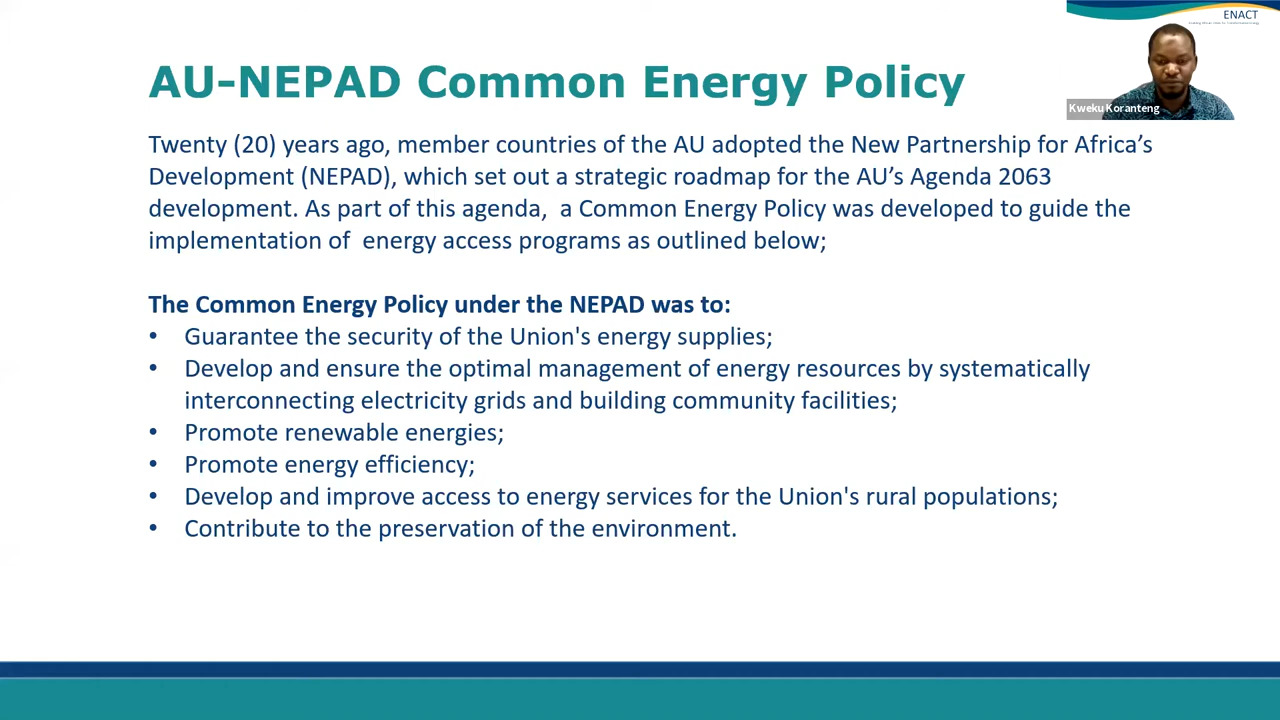 ENACT
AU-NEPAD Common Energy Policy
Kweku Koranteng
Twenty (20) years ago, member countries of the AU adopted the New Partnership for Africa’s
Development (NEPAD), which set out a strategic roadmap for the AU’s Agenda 2063
development. As part of this agenda,  a Common Energy Policy was developed to guide the
implementation of  energy access programs as outlined below;
The Common Energy Policy under the NEPAD was to:
• Guarantee the security of the Union's energy supplies;
• Develop and ensure the optimal management of energy resources by systematically
interconnecting electricity grids and building community facilities;
• Promote renewable energies;
• Promote energy efficiency;
• Develop and improve access to energy services for the Union's rural populations;
• Contribute to the preservation of the environment.